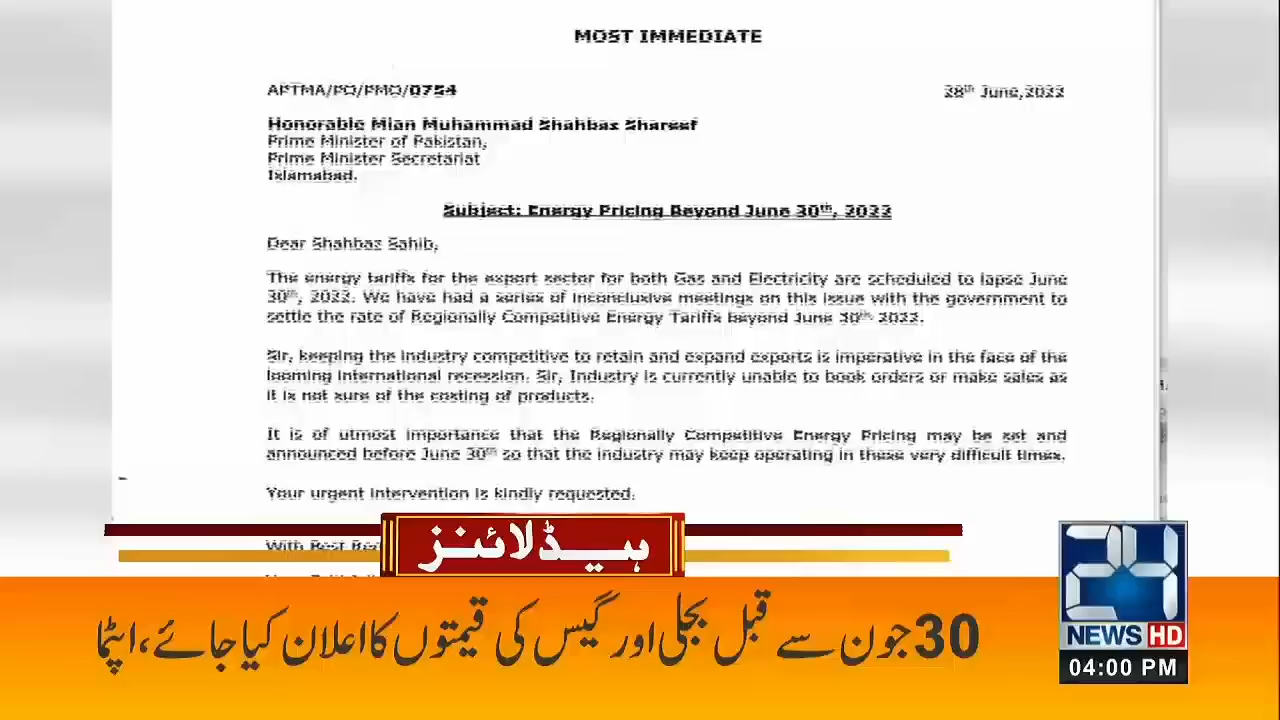 MOST IMMEDIATE
APTMA/PO/PMO/0754
28th June,2022
Honorable Mian Muhammad Shahbaz Shareef
Prime Minister of Pakistan,
Prime Minister Secretariat
Islamabad.
Subject: Energy Pricing Beyond June 30th, 2022
Dear Shahbaz Sahib,
The energy tariffs for the export sector for both Gas and Electricity are scheduled to lapse June
30th, 2022. We have had a series of inconclusive meetings on this issue with the government to
settle the rate of Regionally Competitive Energy Tariffs beyond June 30th 2022.
Sir, keeping the industry competitive to retain and expand exports is imperative in the face of the
looming international recession. Sir, Industry is currently unable to book orders or make sales as
it is not sure of the costing of products.
It is of utmost importance that the Regionally Competitive Energy Pricing may be set and
announced before June 30th so that the industry may keep operating in these very difficult times.
Your urgent intervention is kindly requested.
With Best
ہیڈلائنز
30 جون سے قبل بجلی اور گیس کی قیمتوں کا اعلان کیا جائے، اپٹما
24
NEWS HD
04:00 PM